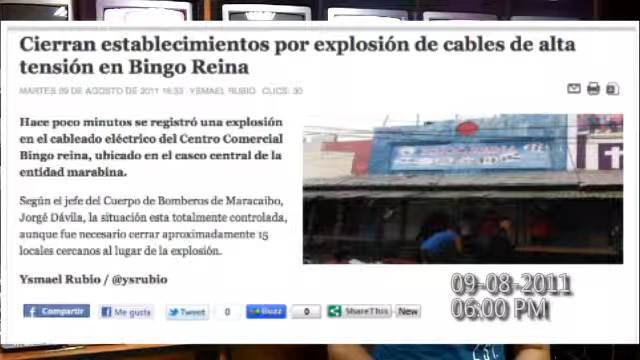 Cierran establecimientos por explosión de cables de alta
tensión en Bingo Reina
MARTES 09 DE AGOSTO DE 2011 16:33 YSMAEL RUBIO CLICS: 30
Hace poco minutos se registró una explosión
en el cableado eléctrico del Centro Comercial
Bingo reina, ubicado en el casco central de la
entidad marabina.
Según el jefe del Cuerpo de Bomberos de Maracaibo,
Jorgé Dávila, la situación esta totalmente controlada,
aunque fue necesario cerrar aproximadamente 15
locales cercanos al lugar de la explosión.
Ysmael Rubio / @ysrubio
Compartir Me gusta Tweet 0 Buzz 0 ShareThis New
09-08-2011
06:00 PM